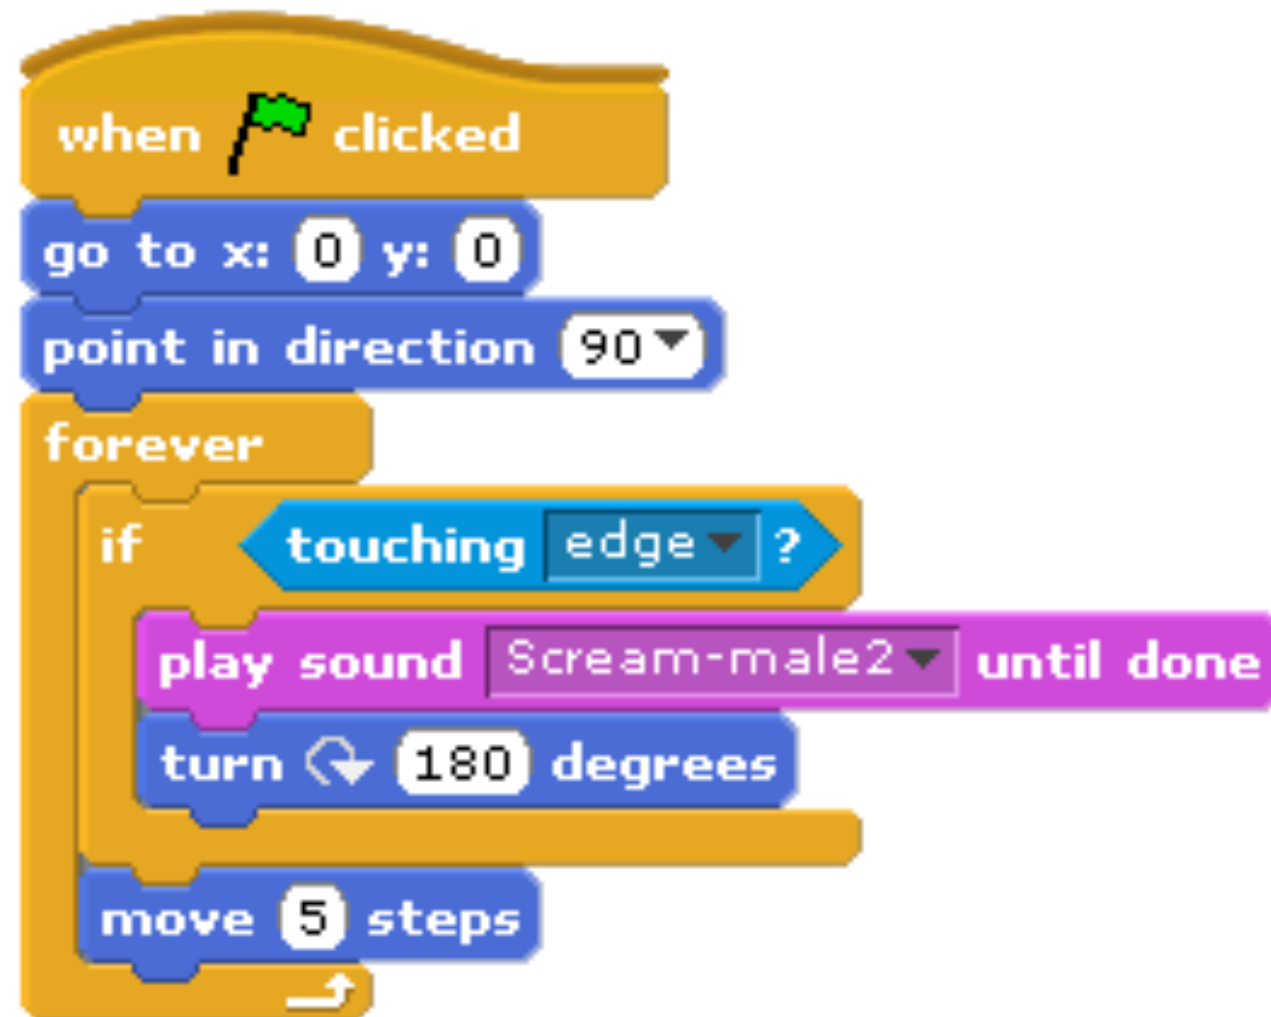 when clicked
go to x: 0 y: 0
point in direction 90
forever
if touching edge ?
play sound Scream-male2 until done
turn 180 degrees
move 5 steps